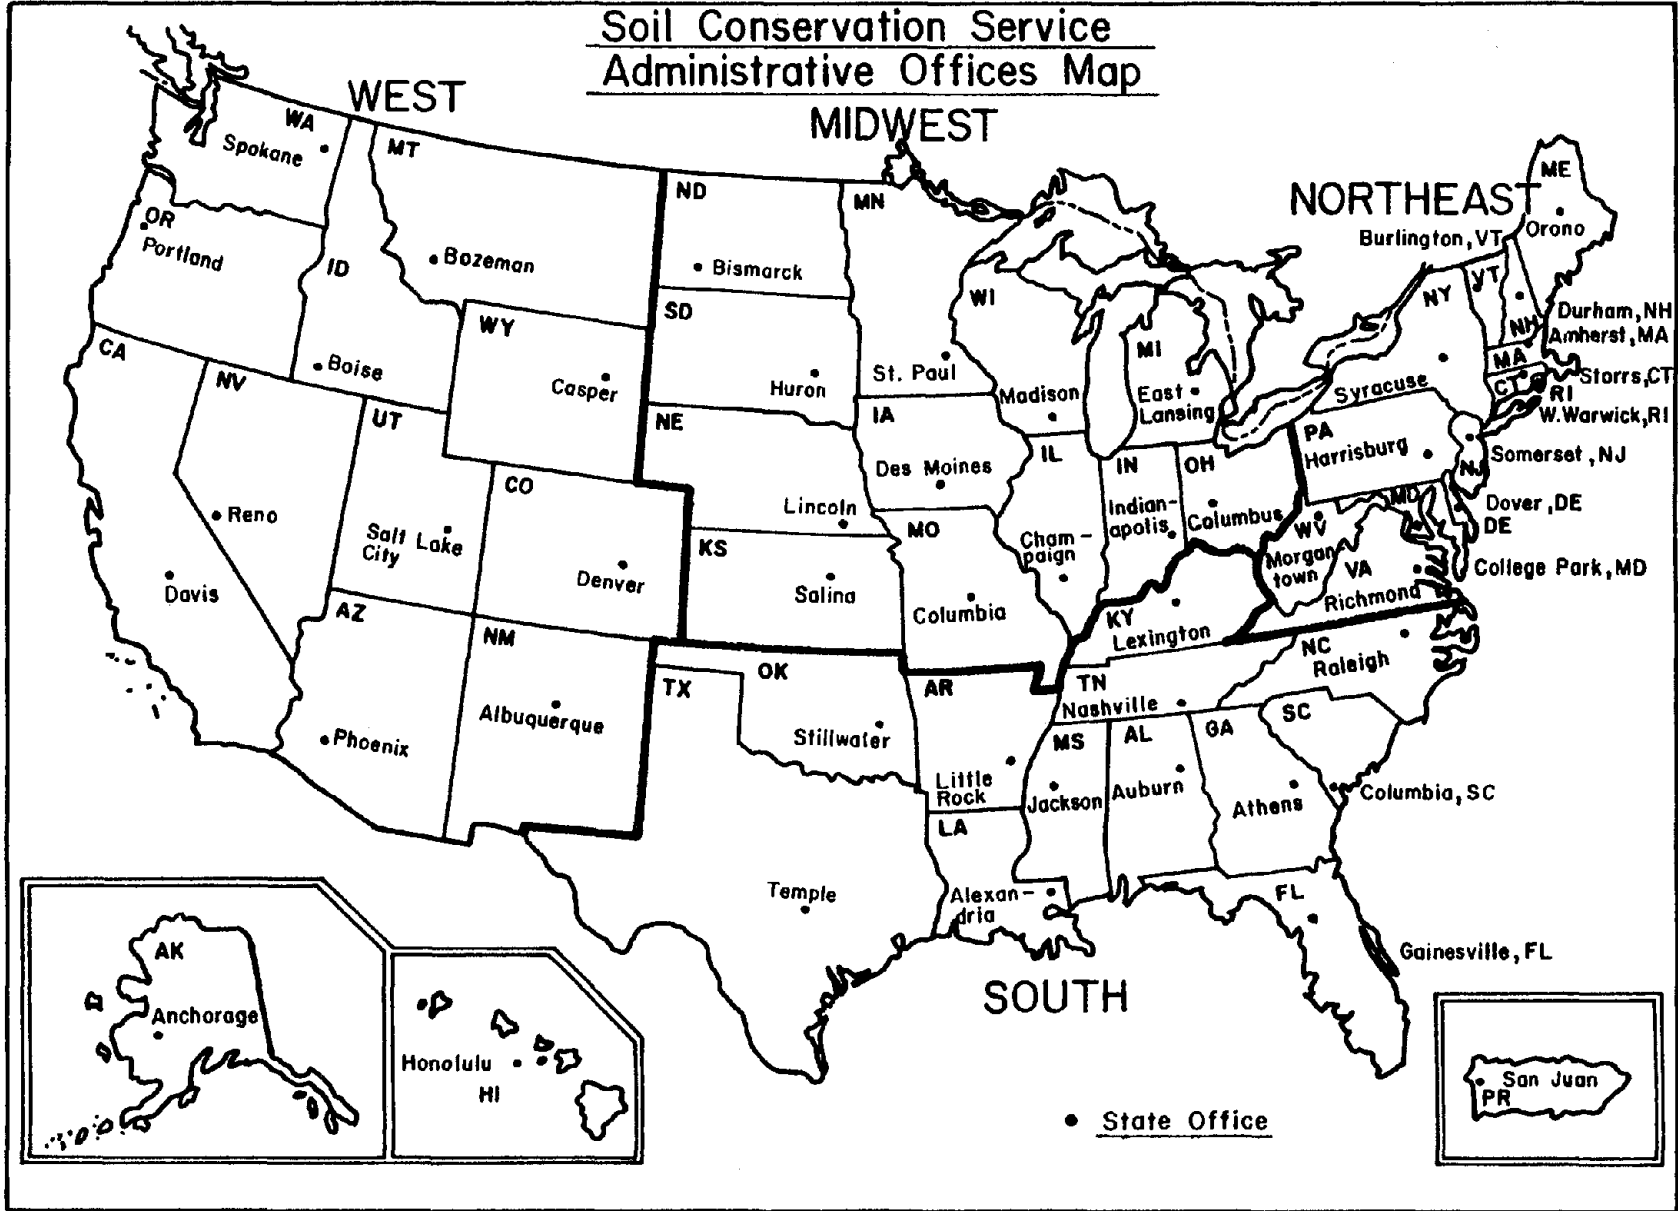 Soil Conservation Service
Administrative Offices Map
WEST
MIDWEST
NORTHEAST
SOUTH
WA
Spokane
OR
Portland
CA
Davis
NV
Reno
ID
Boise
MT
Bozeman
WY
Casper
UT
Salt Lake
City
CO
Denver
AZ
Phoenix
NM
Albuquerque
ND
Bismarck
SD
Huron
NE
Lincoln
KS
Salina
MN
St. Paul
IA
Des Moines
MO
Columbia
WI
Madison
IL
Cham-
paign
MI
East
Lansing
IN
Indian-
apolis
OH
Columbus
KY
Lexington
TN
Nashville
OK
Stillwater
TX
Temple
AR
Little
Rock
LA
Alexan-
dria
MS
Jackson
AL
Auburn
GA
Athens
SC
Columbia, SC
NC
Raleigh
FL
Gainesville, FL
ME
Orono
Burlington, VT
VT
NY
Syracuse
NH
Durham, NH
Amherst, MA
MA
CT
Storrs, CT
RI
W. Warwick, RI
PA
Harrisburg
NJ
Somerset, NJ
MD
Dover, DE
DE
College Park, MD
WV
Morgan
town
VA
Richmond
AK
Anchorage
Honolulu
HI
San Juan
PR
State Office